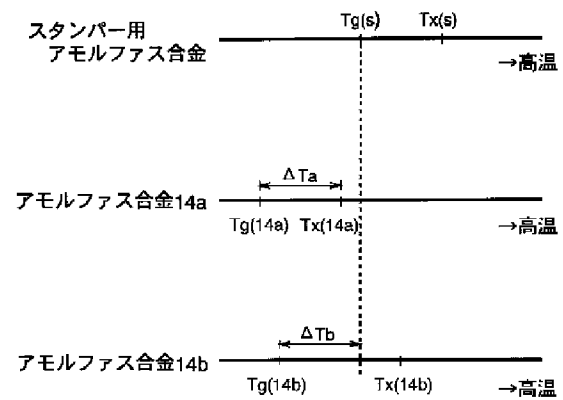 Tg(s) Tx(s)
スタンパー用
アモルファス合金
→高温
ΔTa
アモルファス合金14a
Tg(14a) Tx(14a)
→高温
ΔTb
アモルファス合金14b
Tg(14b) Tx(14b)
→高温